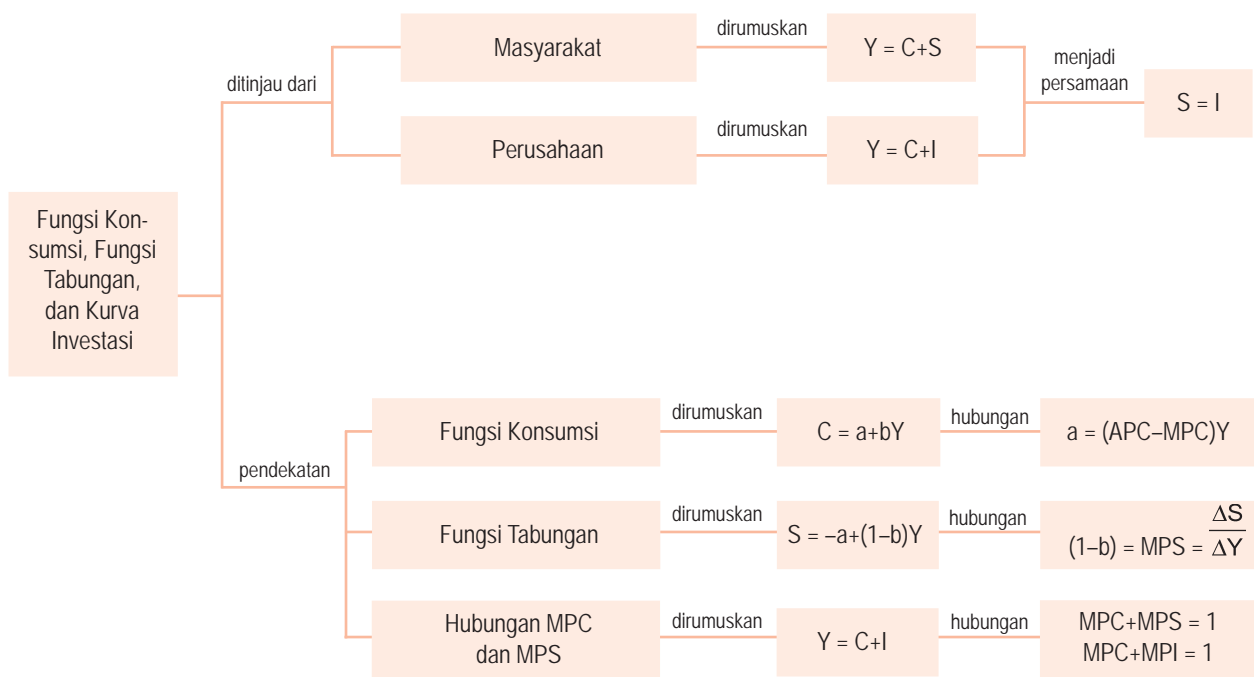 Fungsi Kon-
sumsi, Fungsi
Tabungan,
dan Kurva
Investasi
ditinjau dari
Masyarakat
dirumuskan
Y = C+S
Perusahaan
dirumuskan
Y = C+I
menjadi
persamaan
S = I
pendekatan
Fungsi Konsumsi
dirumuskan
C = a+bY
hubungan
a = (APC–MPC)Y
Fungsi Tabungan
dirumuskan
S = –a+(1–b)Y
hubungan
(1–b) = MPS = ΔS/ΔY
Hubungan MPC
dan MPS
dirumuskan
Y = C+I
hubungan
MPC+MPS = 1
MPC+MPI = 1